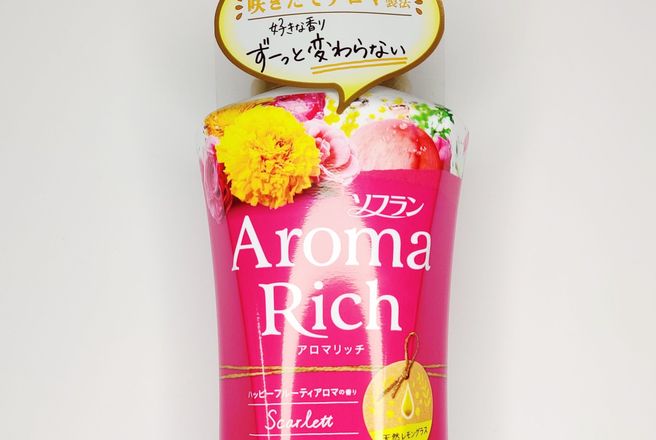 咲きたてアロマ製法
好きな香り
ずーっと変わらない
ソフラン
Aroma
Rich
アロマリッチ
ハッピーフルーティアロマの香り
Scarlett
天然レモングラス